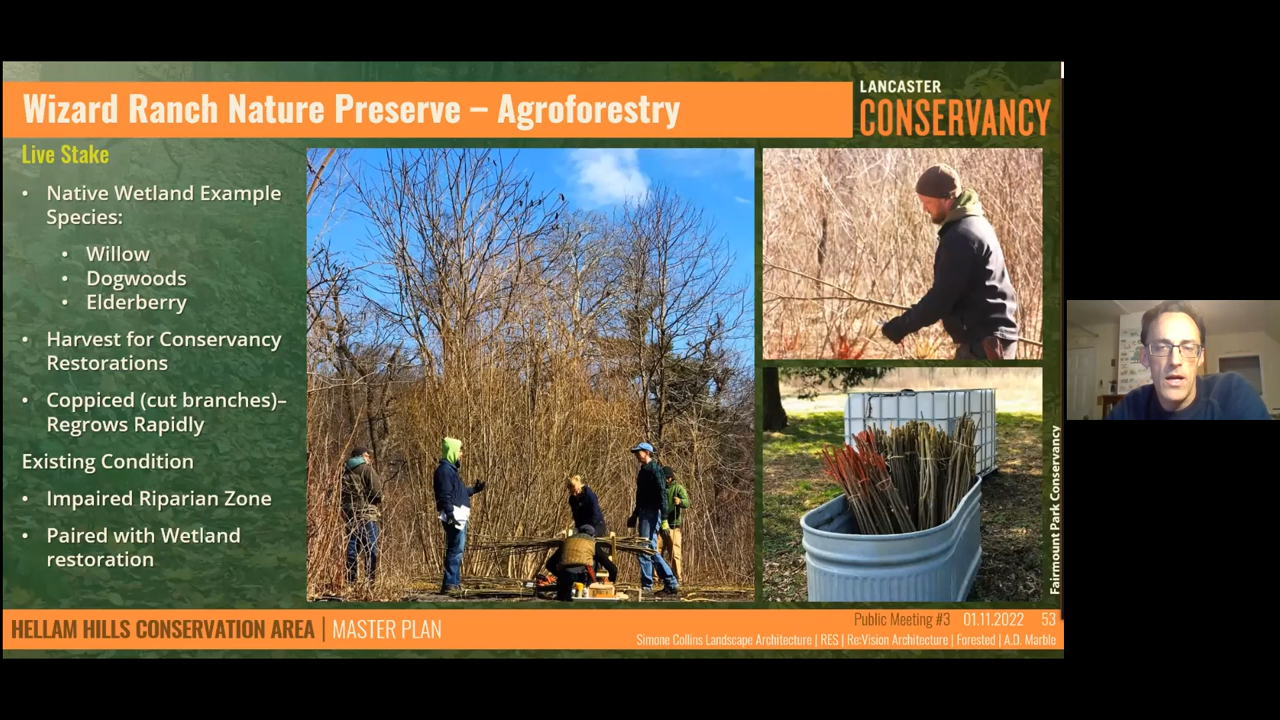 Wizard Ranch Nature Preserve – Agroforestry
LANCASTER
CONSERVANCY
Live Stake
• Native Wetland Example
Species:
• Willow
• Dogwoods
• Elderberry
• Harvest for Conservancy
Restorations
• Coppiced (cut branches)–
Regrows Rapidly
Existing Condition
• Impaired Riparian Zone
• Paired with Wetland
restoration
Fairmount Park Conservancy
HELLAM HILLS CONSERVATION AREA | MASTER PLAN
Public Meeting #3 01.11.2022 53
Simone Collins Landscape Architecture | RES | Re:Vision Architecture | Forested | A.D. Marble